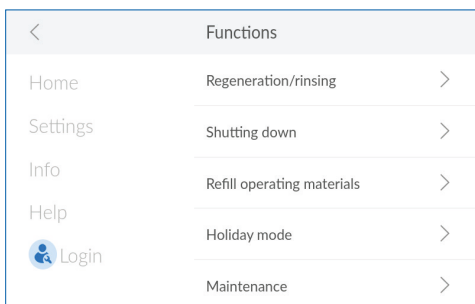 Functions
Home
Settings
Info
Help
Login
Regeneration/rinsing
Shutting down
Refill operating materials
Holiday mode
Maintenance